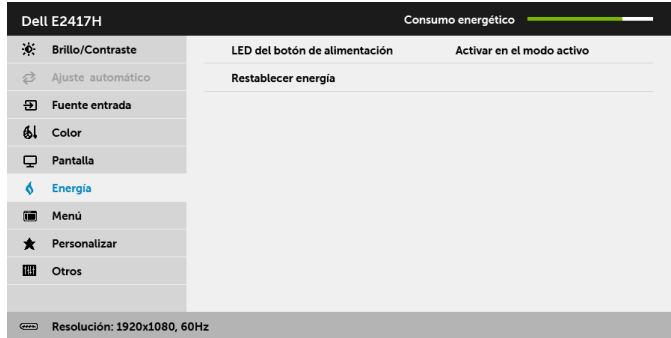 Dell E2417H Consumo energético
Brillo/Contraste LED del botón de alimentación Activar en el modo activo
Ajuste automático Restablecer energía
Fuente entrada
Color
Pantalla
Energía
Menú
Personalizar
Otros
Resolución: 1920x1080, 60Hz